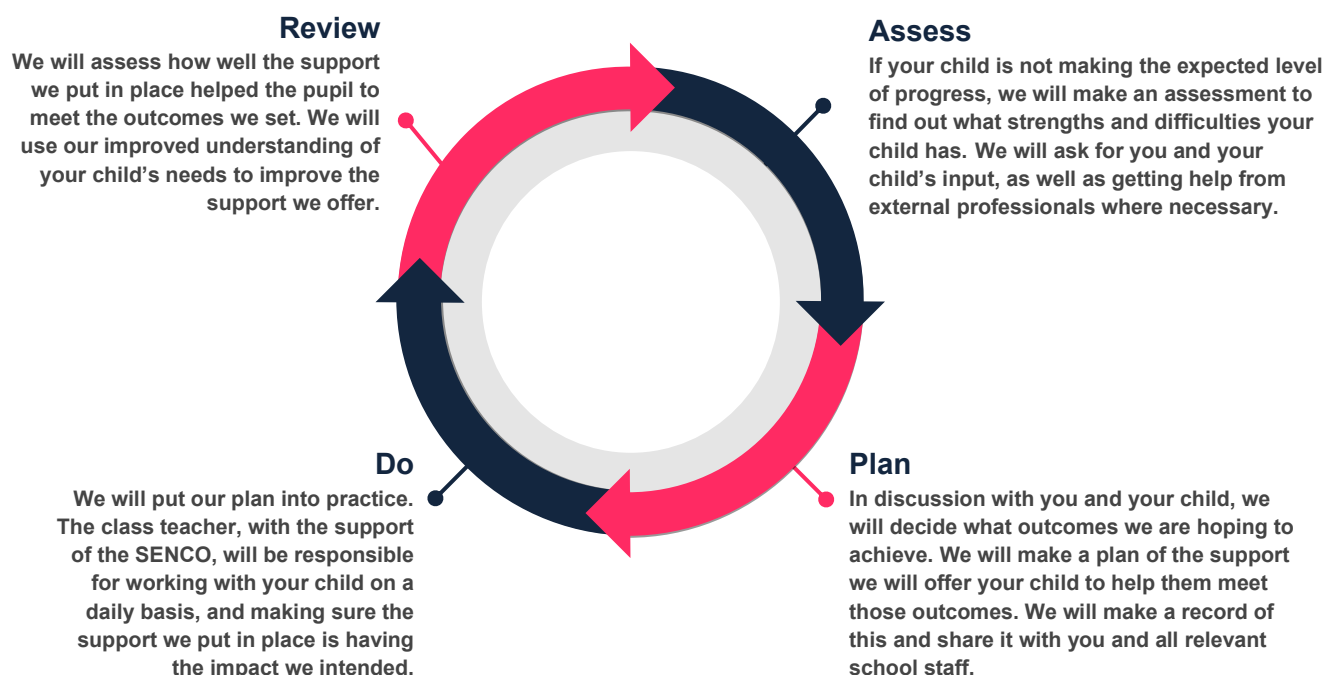 Review
We will assess how well the support
we put in place helped the pupil to
meet the outcomes we set. We will
use our improved understanding of
your child’s needs to improve the
support we offer.
Assess
If your child is not making the expected level
of progress, we will make an assessment to
find out what strengths and difficulties your
child has. We will ask for you and your
child’s input, as well as getting help from
external professionals where necessary.
Do
We will put our plan into practice.
The class teacher, with the support
of the SENCO, will be responsible
for working with your child on a
daily basis, and making sure the
support we put in place is having
the impact we intended.
Plan
In discussion with you and your child, we
will decide what outcomes we are hoping to
achieve. We will make a plan of the support
we will offer your child to help them meet
those outcomes. We will make a record of
this and share it with you and all relevant
school staff.